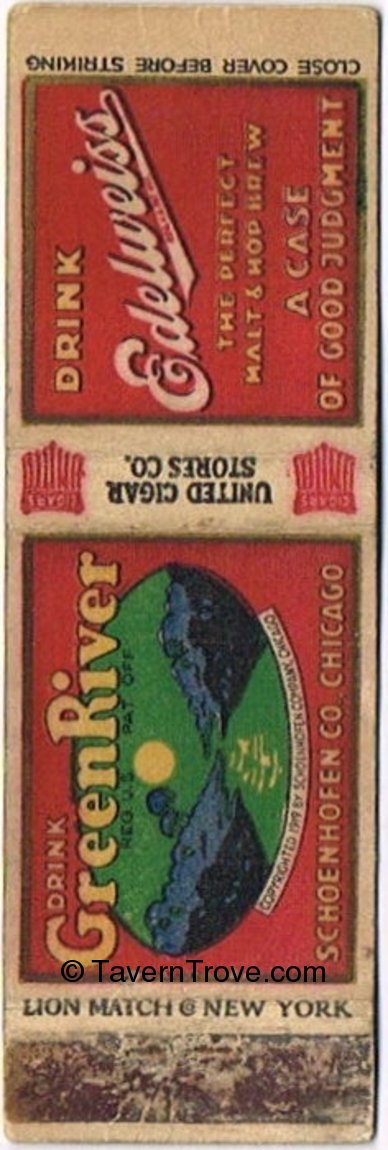 CLOSE COVER BEFORE STRIKING
DRINK
Edelweiss
THE PERFECT
MALT & HOP BREW
A CASE
OF GOOD JUDGMENT
UNITED
CIGARS
UNITED CIGAR
STORES CO.
UNITED
CIGARS
DRINK
GreenRiver
REG U.S. PAT OFF
COPYRIGHTED 1919 BY SCHOENHOFEN COMPANY, CHICAGO
SCHOENHOFEN CO. CHICAGO
© TavernTrove.com
LION MATCH Co NEW YORK